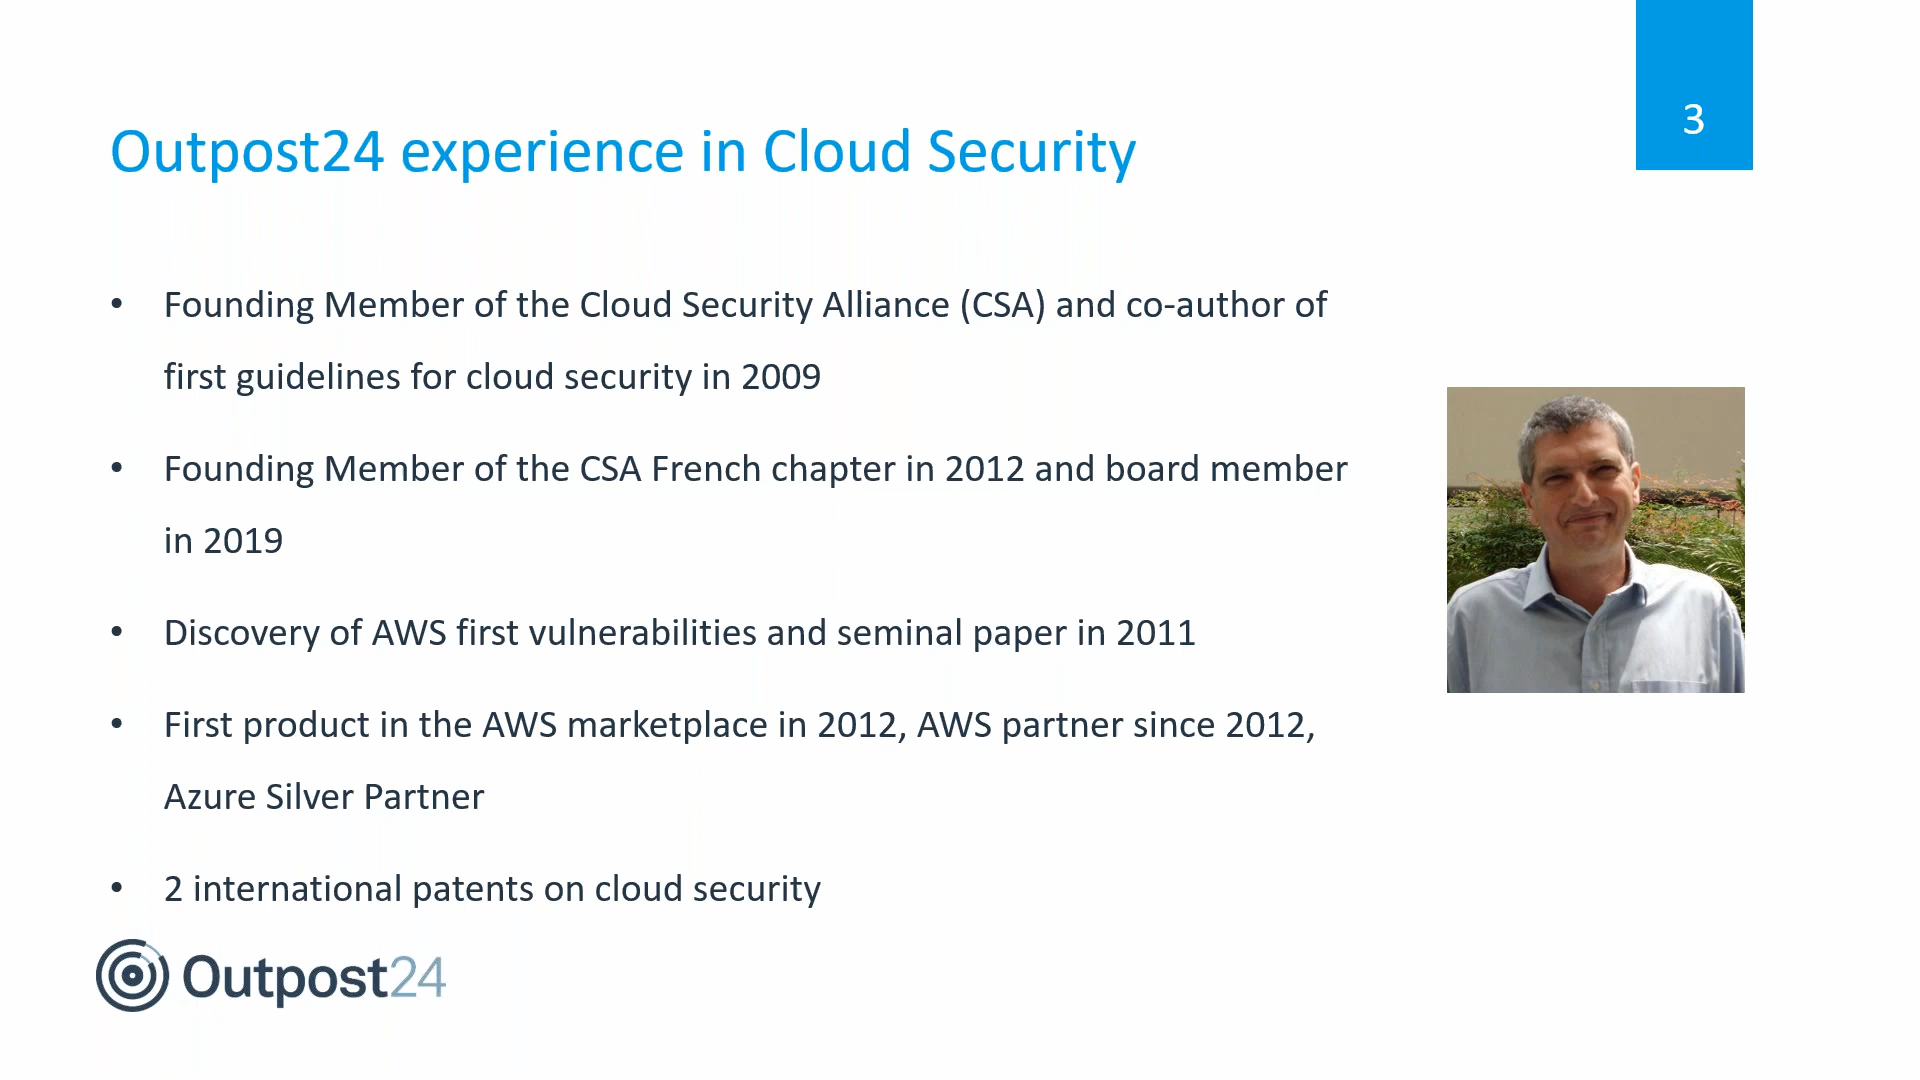 3
Outpost24 experience in Cloud Security
• Founding Member of the Cloud Security Alliance (CSA) and co-author of
first guidelines for cloud security in 2009
• Founding Member of the CSA French chapter in 2012 and board member
in 2019
• Discovery of AWS first vulnerabilities and seminal paper in 2011
• First product in the AWS marketplace in 2012, AWS partner since 2012,
Azure Silver Partner
• 2 international patents on cloud security
Outpost24